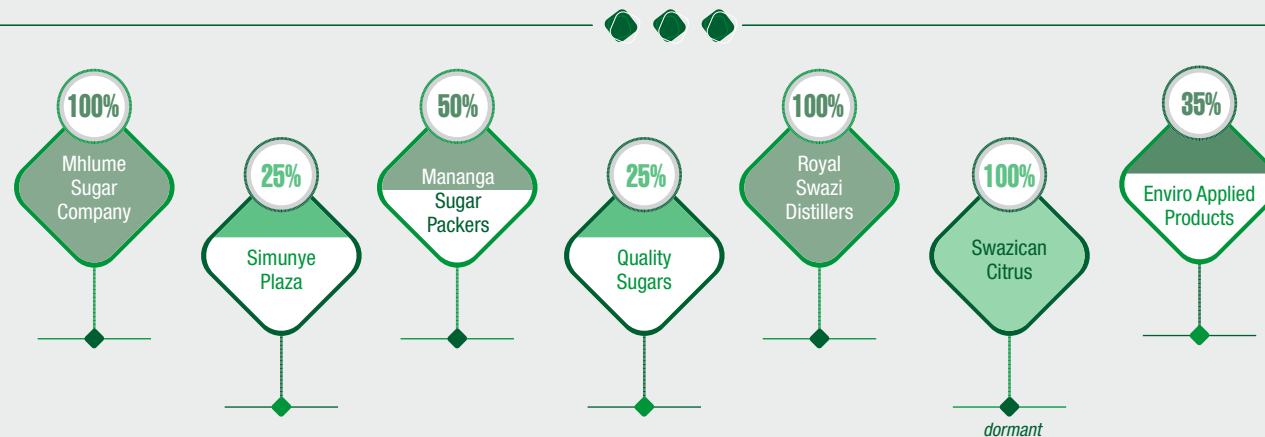 100%
Mhlume
Sugar
Company
25%
Simunye
Plaza
50%
Mananga
Sugar
Packers
25%
Quality
Sugars
100%
Royal
Swazi
Distillers
100%
Swazican
Citrus
dormant
35%
Enviro Applied
Products